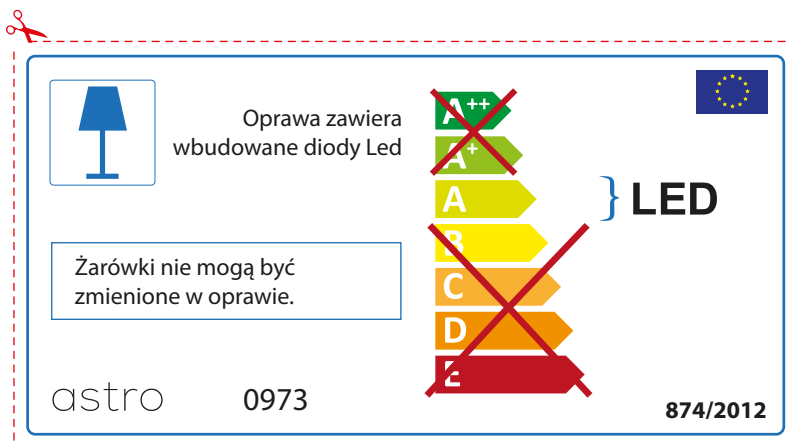 Oprawa zawiera
wbudowane diody Led
A++
A+
A
LED
B
Żarówki nie mogą być
zmienione w oprawie.
C
D
E
astro 0973
874/2012